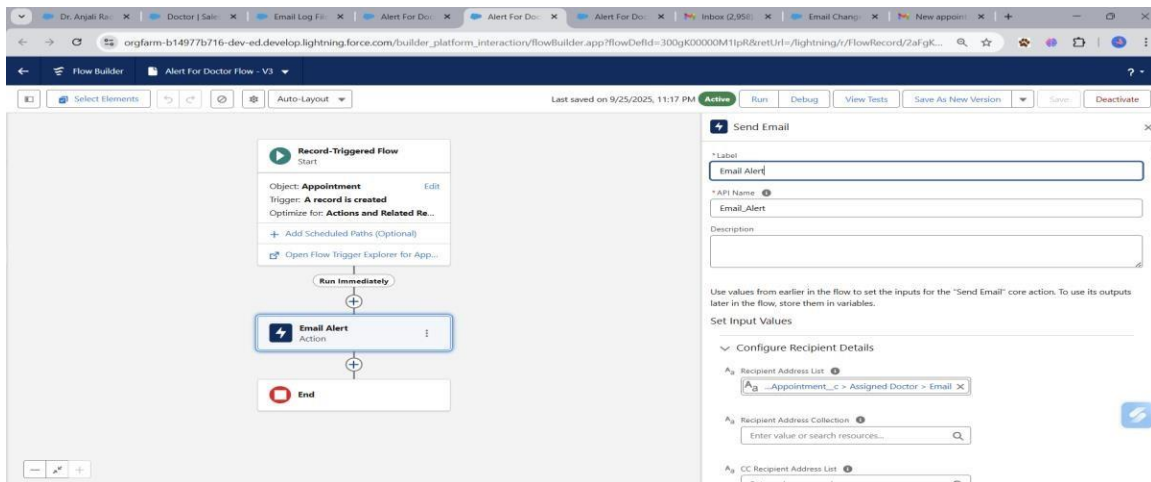 Dr. Anjali Rao
Doctor | Sale
Email Log Fi
Alert For Doc
Alert For Doc
Alert For Doc
Inbox (2,958)
Email Chang
New appoint
orgfarm-b14977b716-dev-ed.develop.lightning.force.com/builder_platform_interaction/flowBuilder.app?flowDefId=300gK00000M1IpR&retUrl=/lightning/r/FlowRecord/2aFgK...
Flow Builder
Alert For Doctor Flow - V3
?
Select Elements
Auto-Layout
Last saved on 9/25/2025, 11:17 PM
Active
Run
Debug
View Tests
Save As New Version
Save
Deactivate
Record-Triggered Flow
Start
Object: Appointment
Edit
Trigger: A record is created
Optimize for: Actions and Related Re...
+ Add Scheduled Paths (Optional)
Open Flow Trigger Explorer for App...
Run Immediately
Email Alert
Action
End
Send Email
*Label
Email Alert
*API Name
Email_Alert
Description
Use values from earlier in the flow to set the inputs for the "Send Email" core action. To use its outputs
later in the flow, store them in variables.
Set Input Values
Configure Recipient Details
Aa Recipient Address List
Aa ...Appointment__c > Assigned Doctor > Email
Aa Recipient Address Collection
Enter value or search resources...
Aa CC Recipient Address List